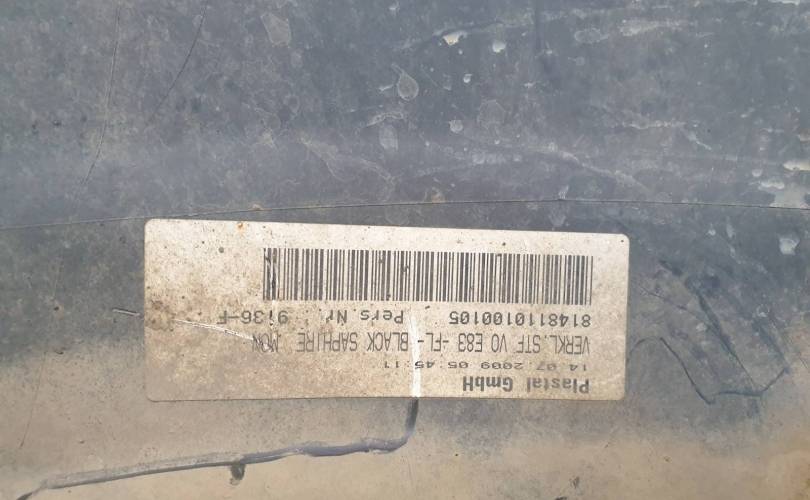 Plastal GmbH
14.07.2009 05:45:11
VERKL.STF VO E83 -FL- BLACK SAPHIRE MON
8148110100105 Pers.Nr.: 9136-F